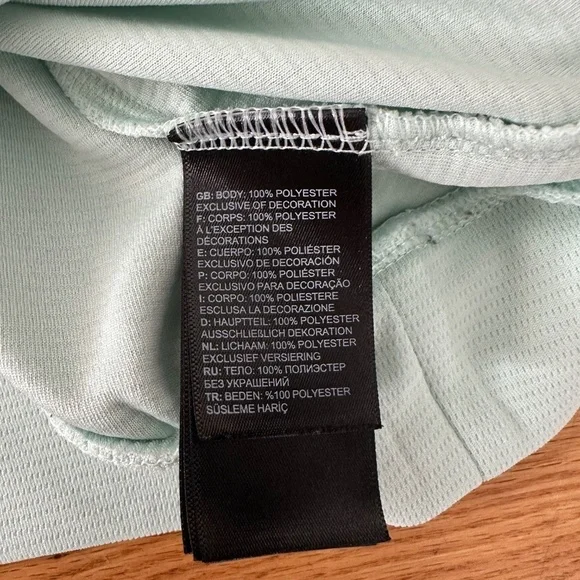 GB: BODY: 100% POLYESTER
EXCLUSIVE OF DECORATION
F: CORPS: 100% POLYESTER
À L'EXCEPTION DES
DÉCORATIONS
E: CUERPO: 100% POLIÉSTER
EXCLUSIVO DE DECORACIÓN
P: CORPO: 100% POLIÉSTER
EXCLUSIVO PARA DECORAÇÃO
I: CORPO: 100% POLIESTERE
ESCLUSA LA DECORAZIONE
D: HAUPTTEIL: 100% POLYESTER
AUSSCHLIEẞLICH DEKORATION
NL: LICHAAM: 100% POLYESTER
EXCLUSIEF VERSIERING
RU: ТЕЛО: 100% ПОЛИЭСТЕР
БЕЗ УКРАШЕНИЙ
TR: BEDEN: %100 POLYESTER
SÜSLEME HARİÇ